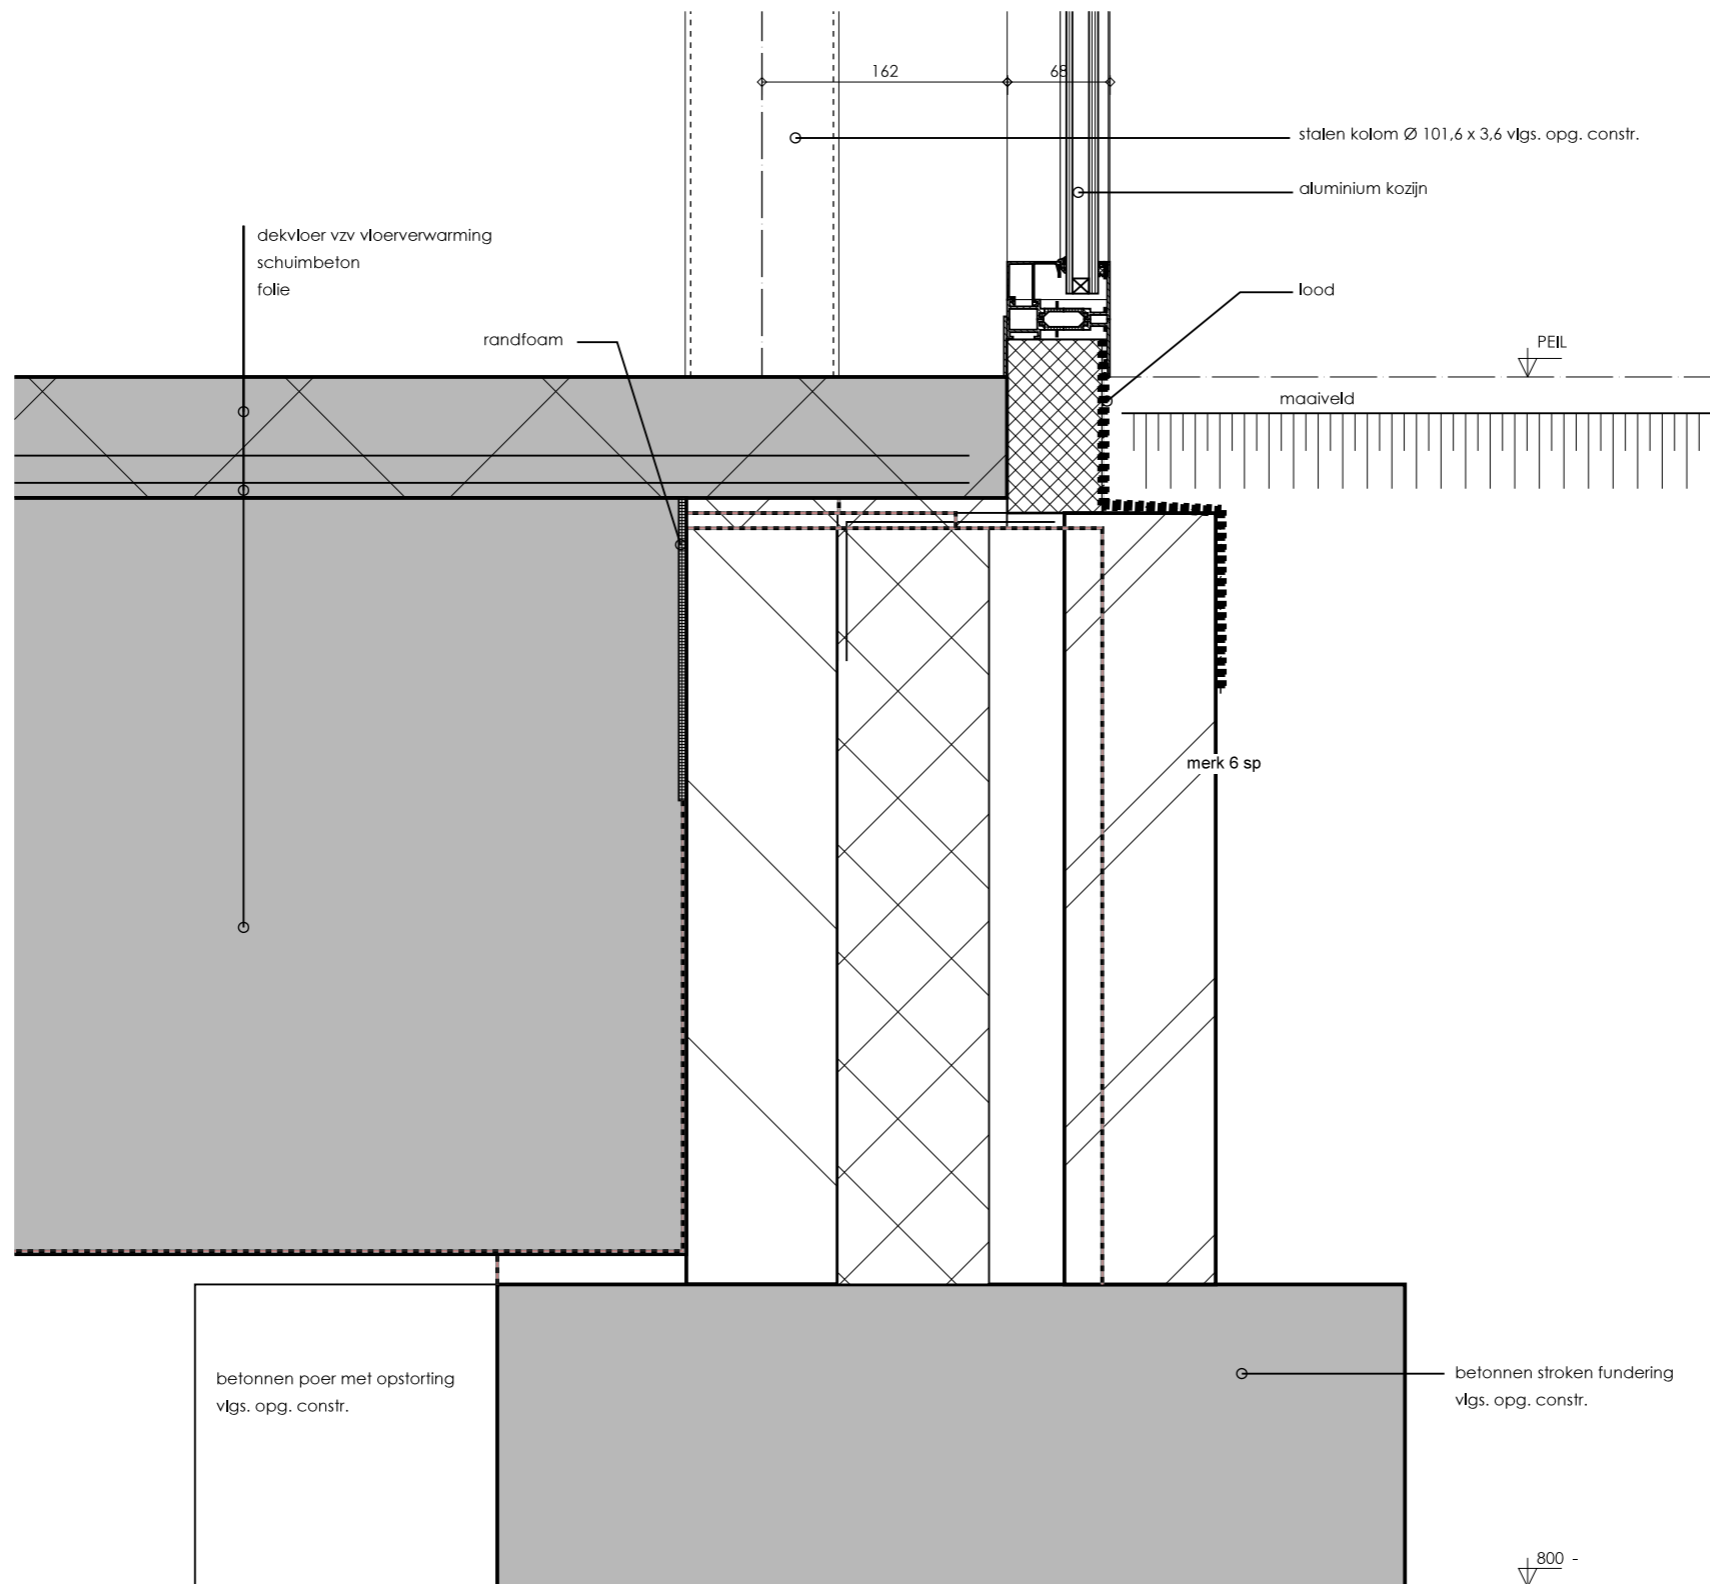 162
68
stalen kolom Ø 101,6 x 3,6 vlgs. opg. constr.
aluminium kozijn
dekvloer vzv vloerverwarming
schuimbeton
folie
lood
randfoam
PEIL
maaiveld
merk 6 sp
betonnen poer met opstorting
vlgs. opg. constr.
betonnen stroken fundering
vlgs. opg. constr.
800 -